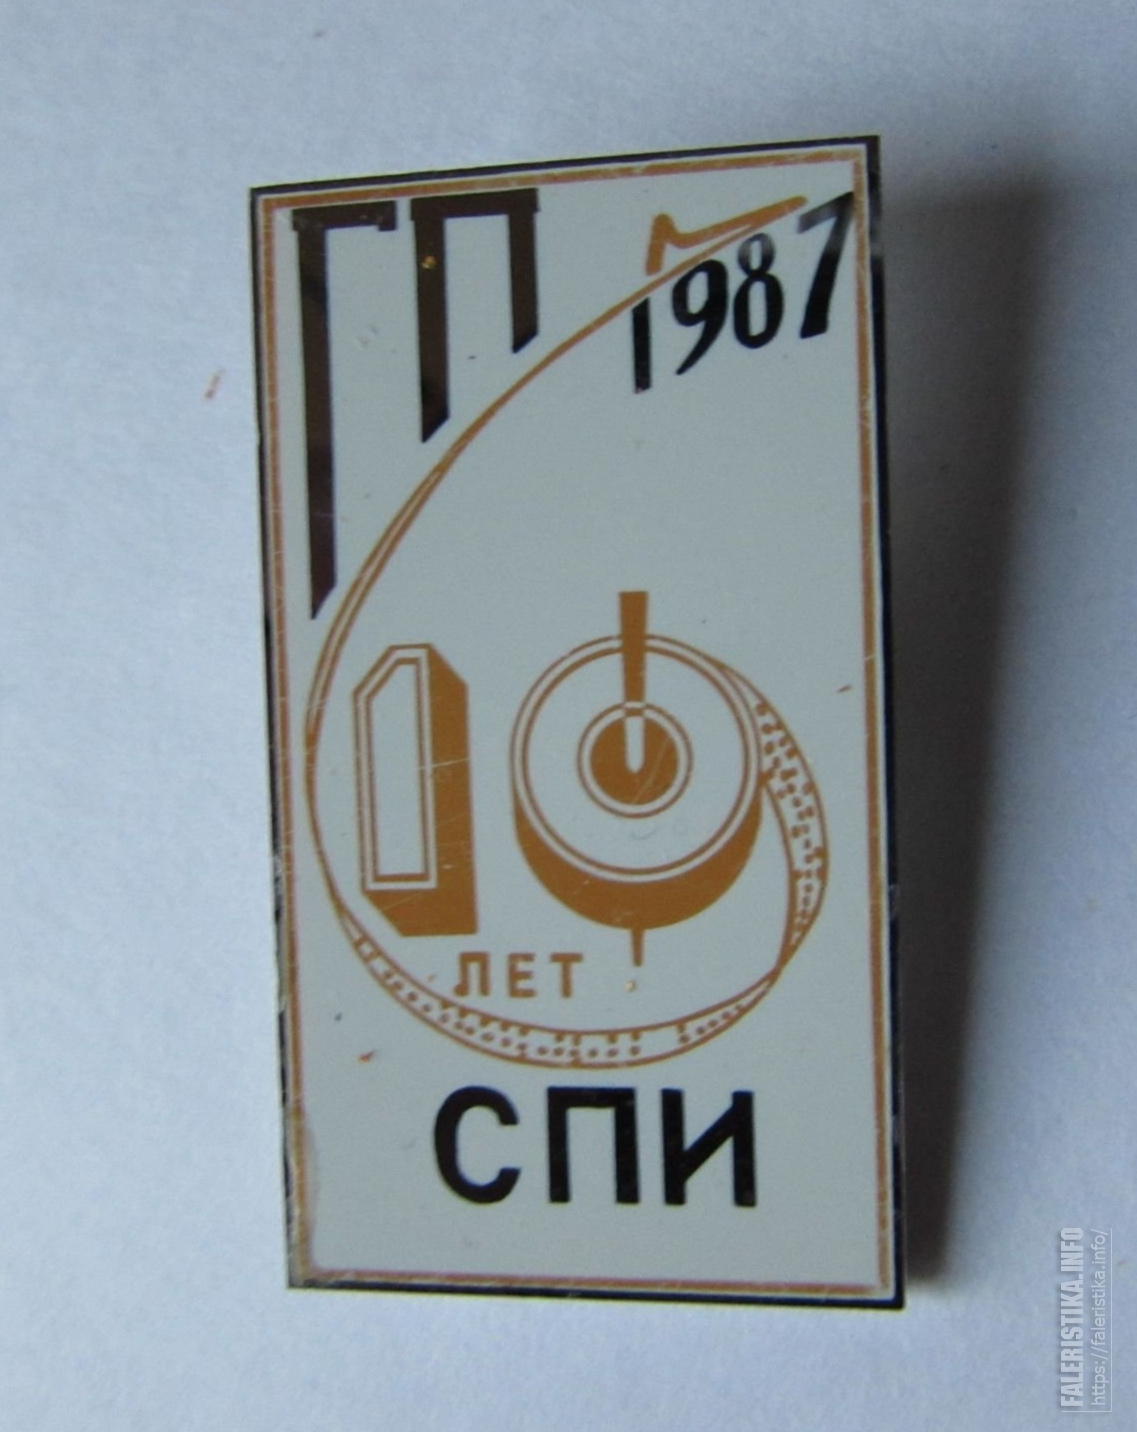 ГП 1987
10
ЛЕТ
СПИ
FALERISTIKA.INFO
https://faleristika.info/